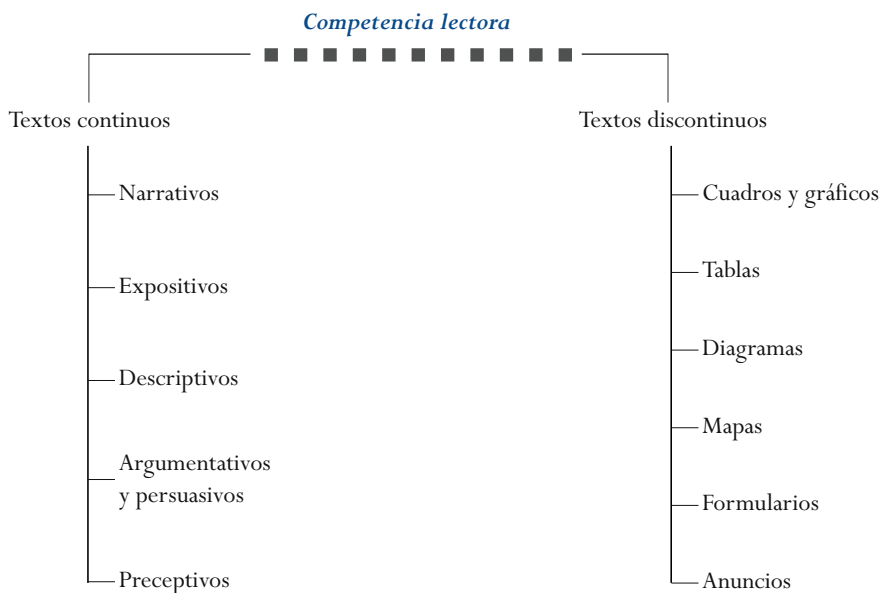 Competencia lectora
Textos continuos
Narrativos
Expositivos
Descriptivos
Argumentativos
y persuasivos
Preceptivos
Textos discontinuos
Cuadros y gráficos
Tablas
Diagramas
Mapas
Formularios
Anuncios